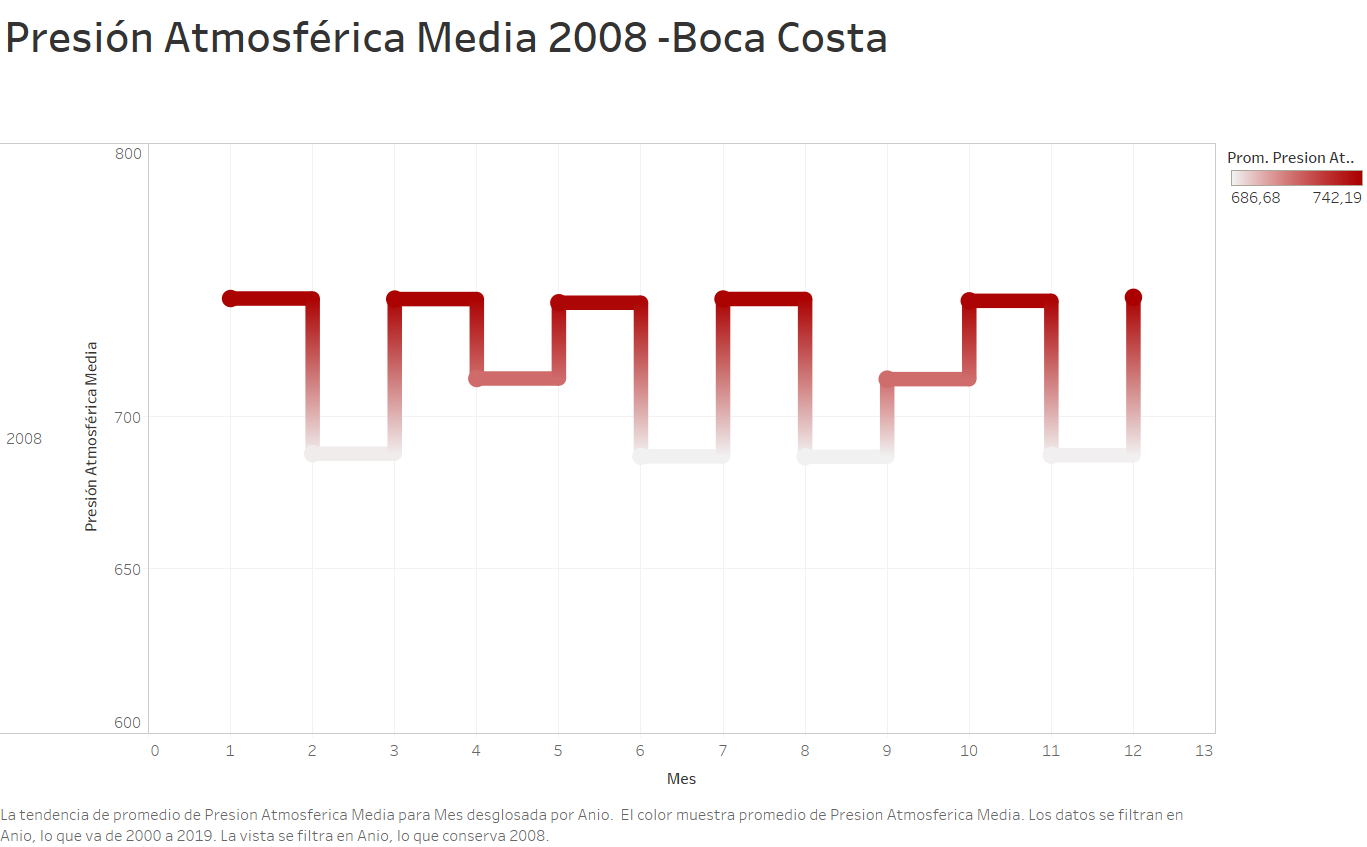 Presión Atmosférica Media 2008 -Boca Costa
Prom. Presion At..
686,68 742,19
800
700
650
600
2008
Presión Atmosférica Media
0 1 2 3 4 5 6 7 8 9 10 11 12 13
Mes
La tendencia de promedio de Presion Atmosferica Media para Mes desglosada por Anio.  El color muestra promedio de Presion Atmosferica Media. Los datos se filtran en
Anio, lo que va de 2000 a 2019. La vista se filtra en Anio, lo que conserva 2008.